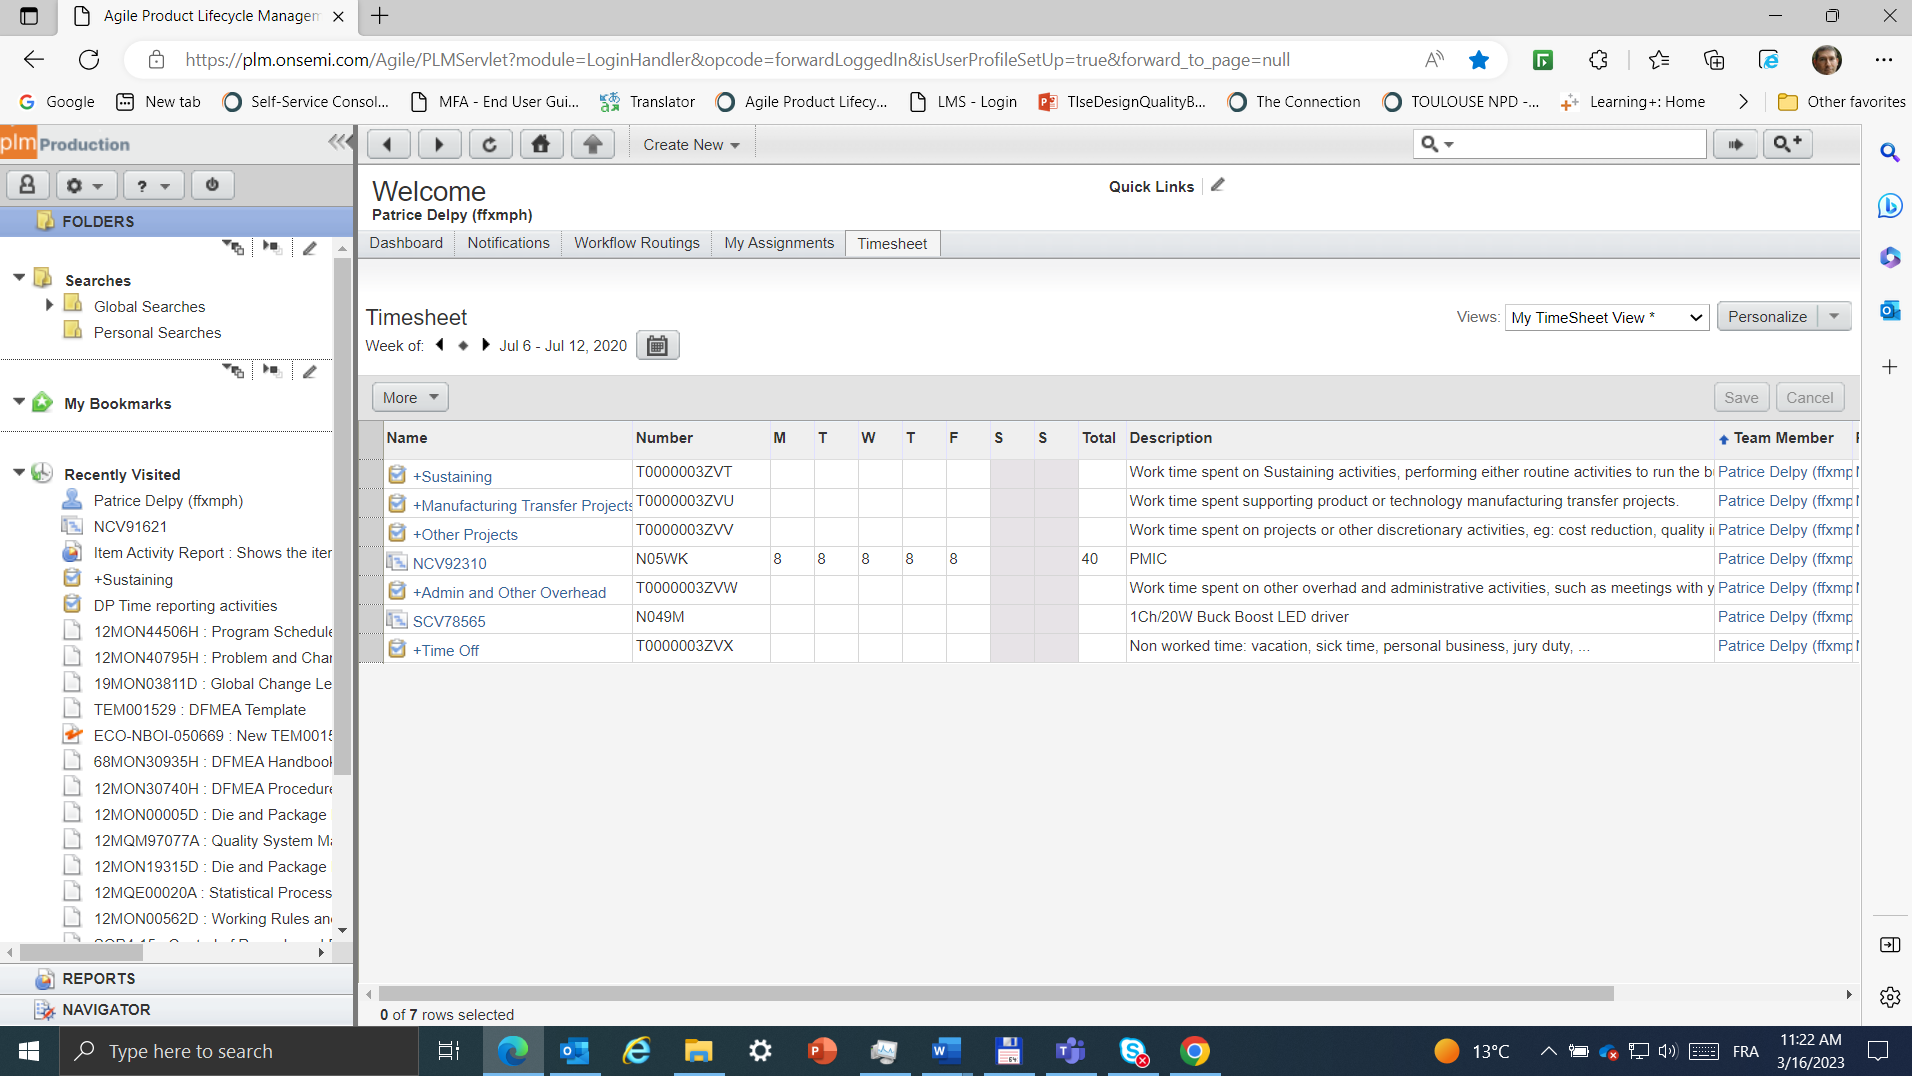 Agile Product Lifecycle Managem
https://plm.onsemi.com/Agile/PLMServlet?module=LoginHandler&opcode=forwardLoggedIn&isUserProfileSetUp=true&forward_to_page=null
Google New tab Self-Service Consol... MFA - End User Gui... Translator Agile Product Lifecy... LMS - Login TlseDesignQualityB... The Connection TOULOUSE NPD -... Learning+: Home Other favorites
plm Production
Create New
Welcome
Quick Links
Patrice Delpy (ffxmph)
FOLDERS
Dashboard Notifications Workflow Routings My Assignments Timesheet
Searches
Global Searches
Personal Searches
My Bookmarks
Recently Visited
Patrice Delpy (ffxmph)
NCV91621
Item Activity Report : Shows the iter
+Sustaining
DP Time reporting activities
12MON44506H : Program Schedule
12MON40795H : Problem and Char
19MON03811D : Global Change Le
TEM001529 : DFMEA Template
ECO-NBOI-050669 : New TEM0015
68MON30935H : DFMEA Handbook
12MON30740H : DFMEA Procedure
12MON00005D : Die and Package
12MQM97077A : Quality System Ma
12MON19315D : Die and Package
12MQE00020A : Statistical Process
12MON00562D : Working Rules an
REPORTS
NAVIGATOR
Timesheet
Views: My TimeSheet View * Personalize
Week of: Jul 6 - Jul 12, 2020
More Save Cancel
Name Number M T W T F S S Total Description Team Member
+Sustaining T0000003ZVT Work time spent on Sustaining activities, performing either routine activities to run the b Patrice Delpy (ffxmp
+Manufacturing Transfer Projects T0000003ZVU Work time spent supporting product or technology manufacturing transfer projects. Patrice Delpy (ffxmp
+Other Projects T0000003ZVV Work time spent on projects or other discretionary activities, eg: cost reduction, quality i Patrice Delpy (ffxmp
NCV92310 N05WK 8 8 8 8 8 40 PMIC Patrice Delpy (ffxmp
+Admin and Other Overhead T0000003ZVW Work time spent on other overhad and administrative activities, such as meetings with y Patrice Delpy (ffxmp
SCV78565 N049M 1Ch/20W Buck Boost LED driver Patrice Delpy (ffxmp
+Time Off T0000003ZVX Non worked time: vacation, sick time, personal business, jury duty, ... Patrice Delpy (ffxmp
0 of 7 rows selected
Type here to search
13°C FRA 11:22 AM
3/16/2023